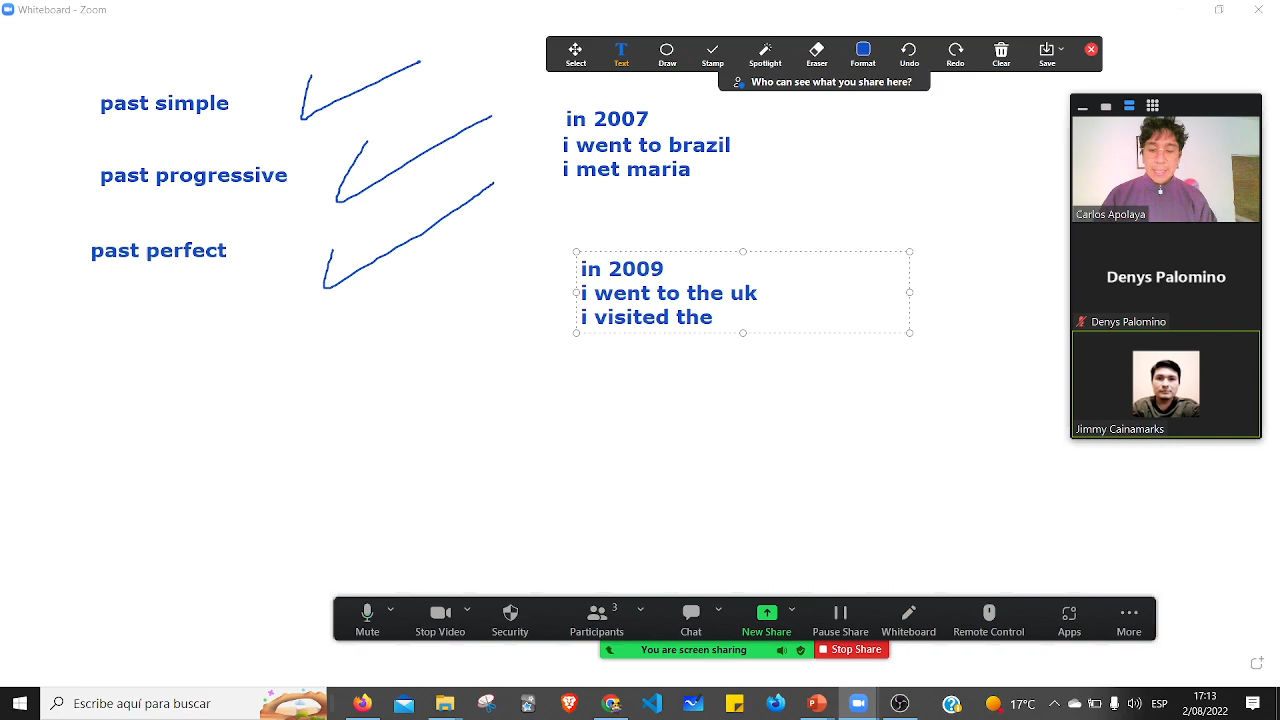 Whiteboard - Zoom
Select
Text
Draw
Stamp
Spotlight
Eraser
Format
Undo
Redo
Clear
Save
Who can see what you share here?
past simple
past progressive
past perfect
in 2007
i went to brazil
i met maria
in 2009
i went to the uk
i visited the
Carlos Apolaya
Denys Palomino
Denys Palomino
Jimmy Cainamarks
Mute
Stop Video
Security
3
Participants
Chat
New Share
Pause Share
Whiteboard
Remote Control
Apps
More
You are screen sharing
Stop Share
Escribe aquí para buscar
17°C
ESP
17:13
2/08/2022